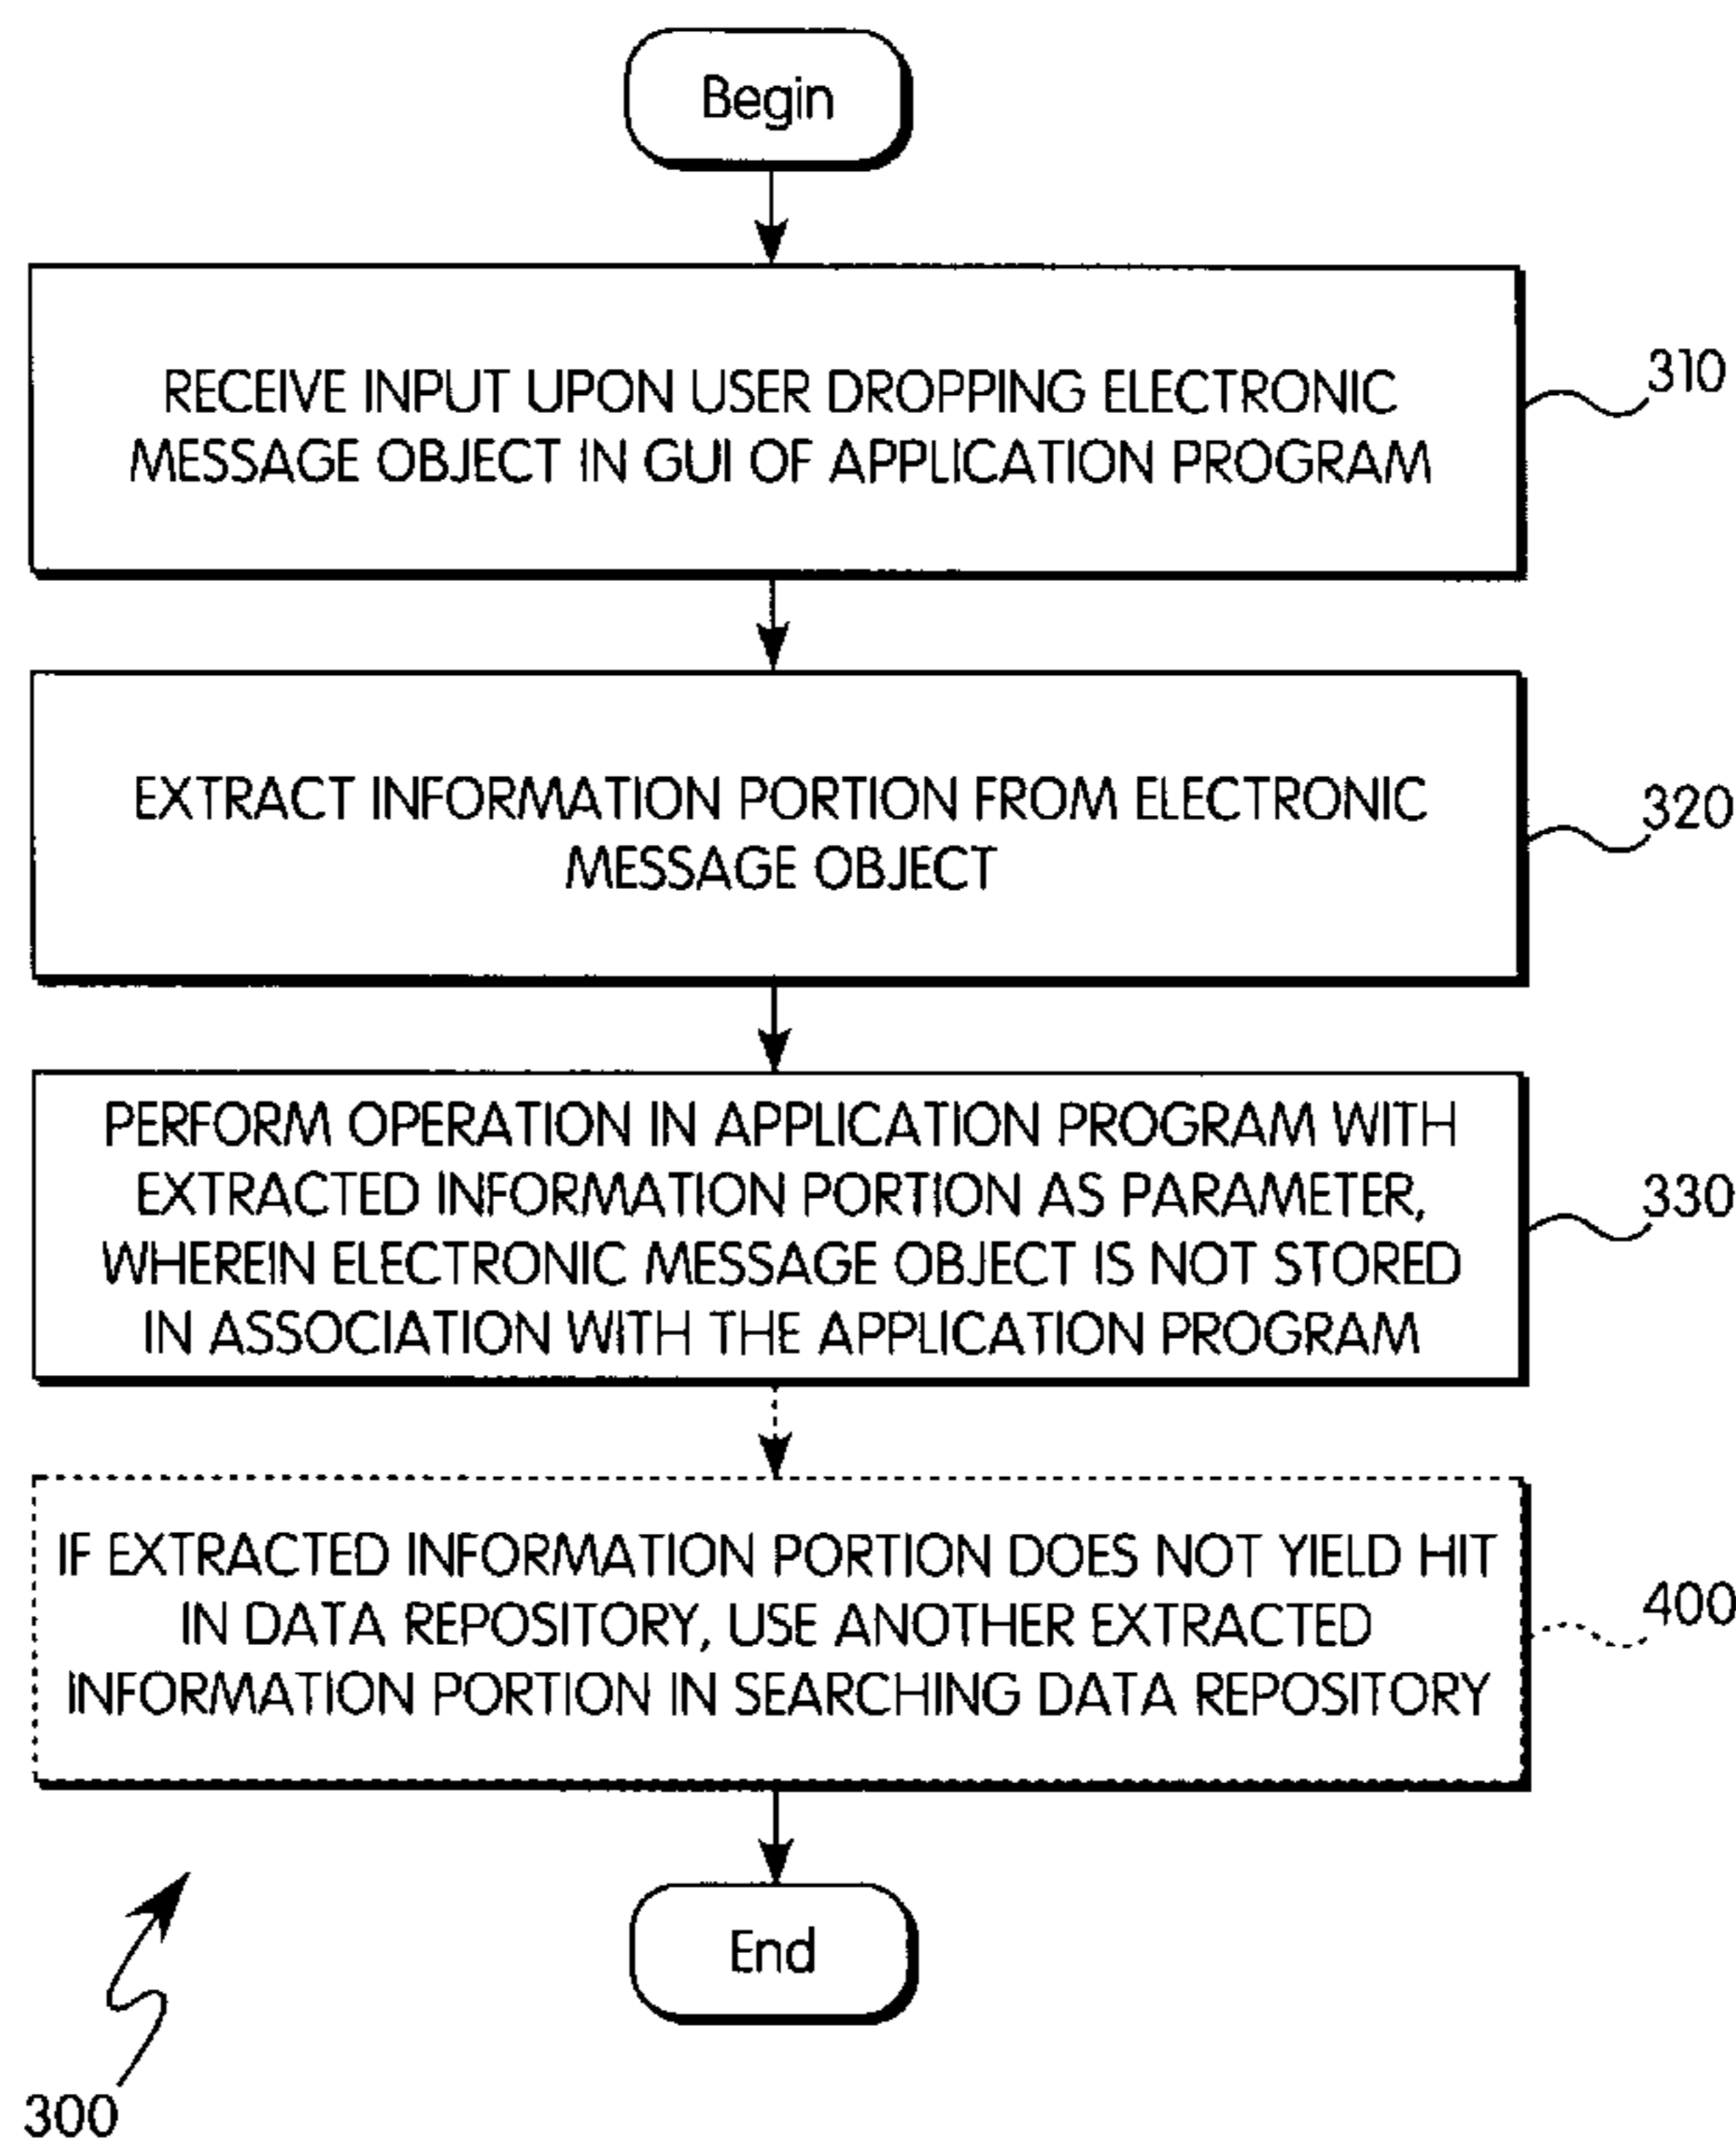 Begin
RECEIVE INPUT UPON USER DROPPING ELECTRONIC
MESSAGE OBJECT IN GUI OF APPLICATION PROGRAM
310
EXTRACT INFORMATION PORTION FROM ELECTRONIC
MESSAGE OBJECT
320
PERFORM OPERATION IN APPLICATION PROGRAM WITH
EXTRACTED INFORMATION PORTION AS PARAMETER,
WHEREIN ELECTRONIC MESSAGE OBJECT IS NOT STORED
IN ASSOCIATION WITH THE APPLICATION PROGRAM
330
IF EXTRACTED INFORMATION PORTION DOES NOT YIELD HIT
IN DATA REPOSITORY, USE ANOTHER EXTRACTED
INFORMATION PORTION IN SEARCHING DATA REPOSITORY
400
End
300